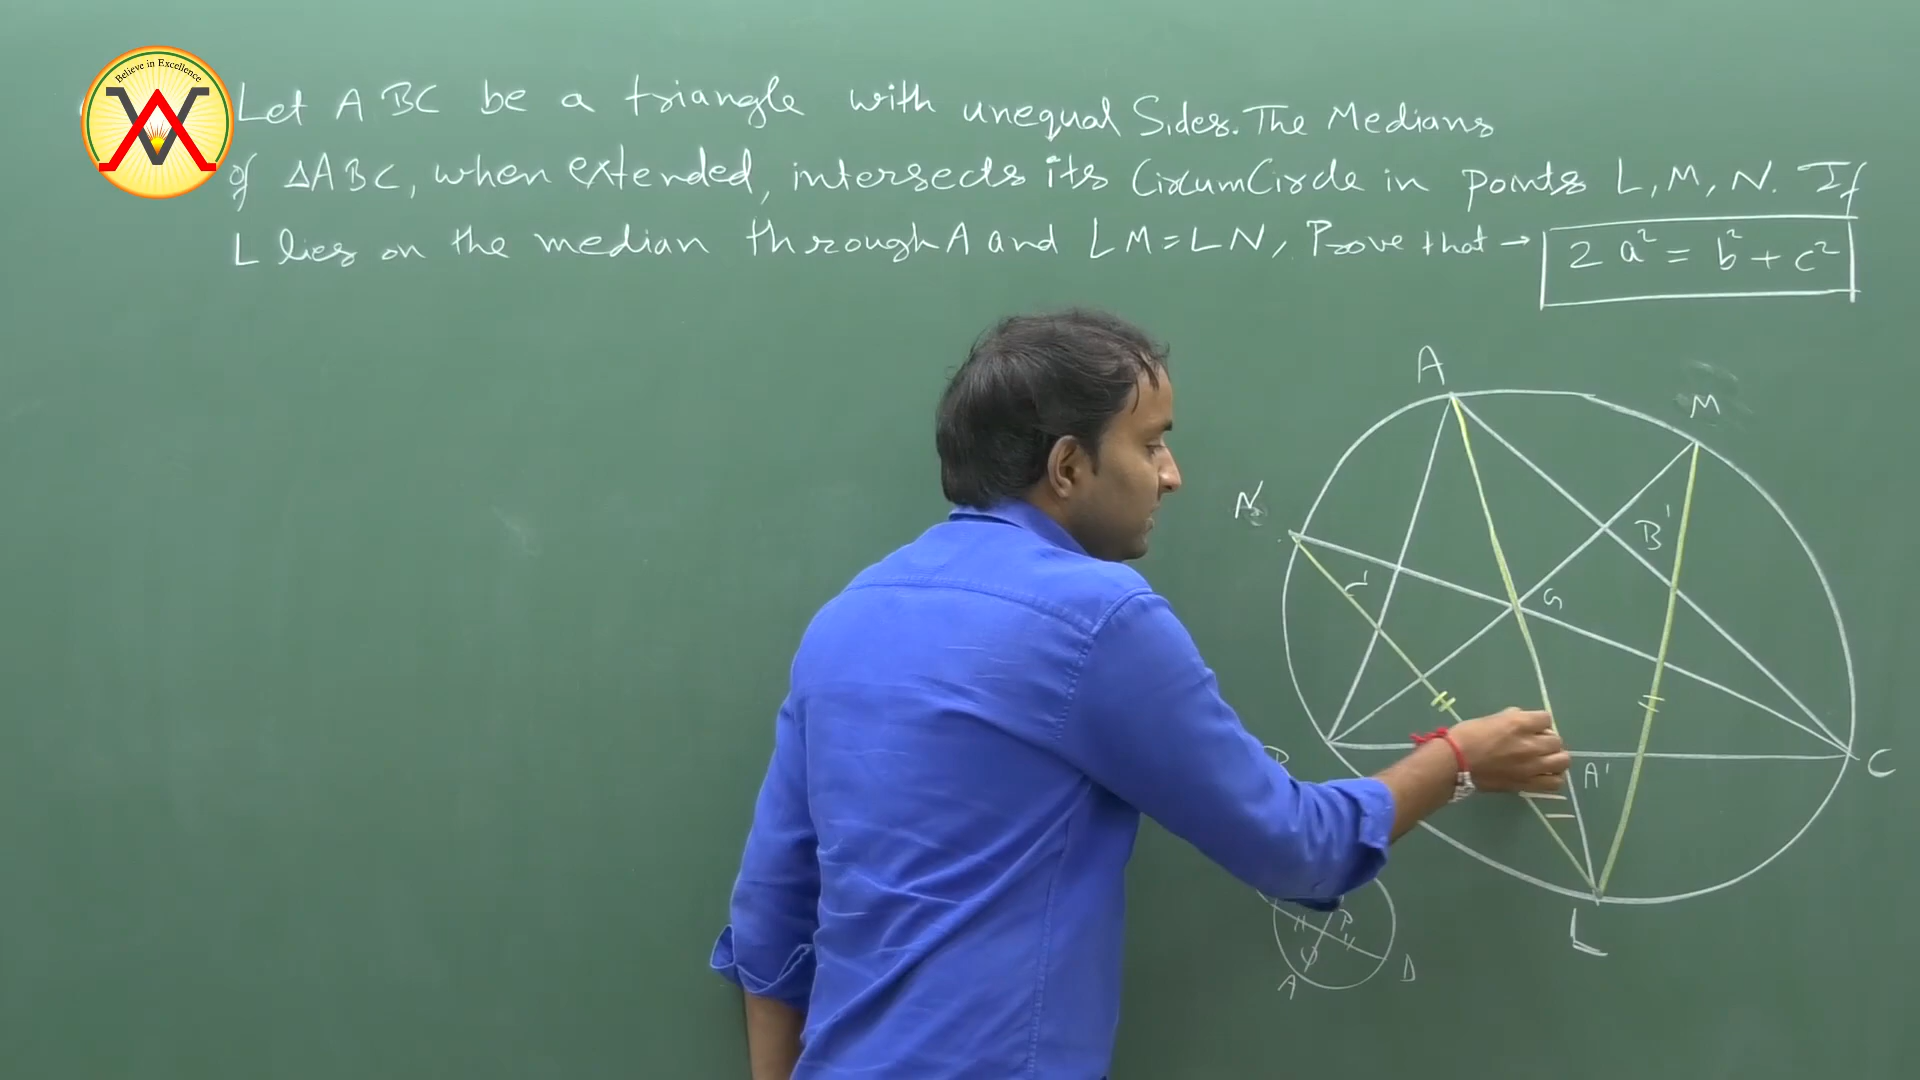 Believe in Excellence
Let ABC be a triangle with unequal Sides. The Medians
of ΔABC, when extended, intersects its CircumCircle in points L, M, N. If
L lies on the median through A and LM = LN, Prove that → 2a² = b² + c²
A
M
N
B'
C'
G
B
A'
C
L
P
A
D